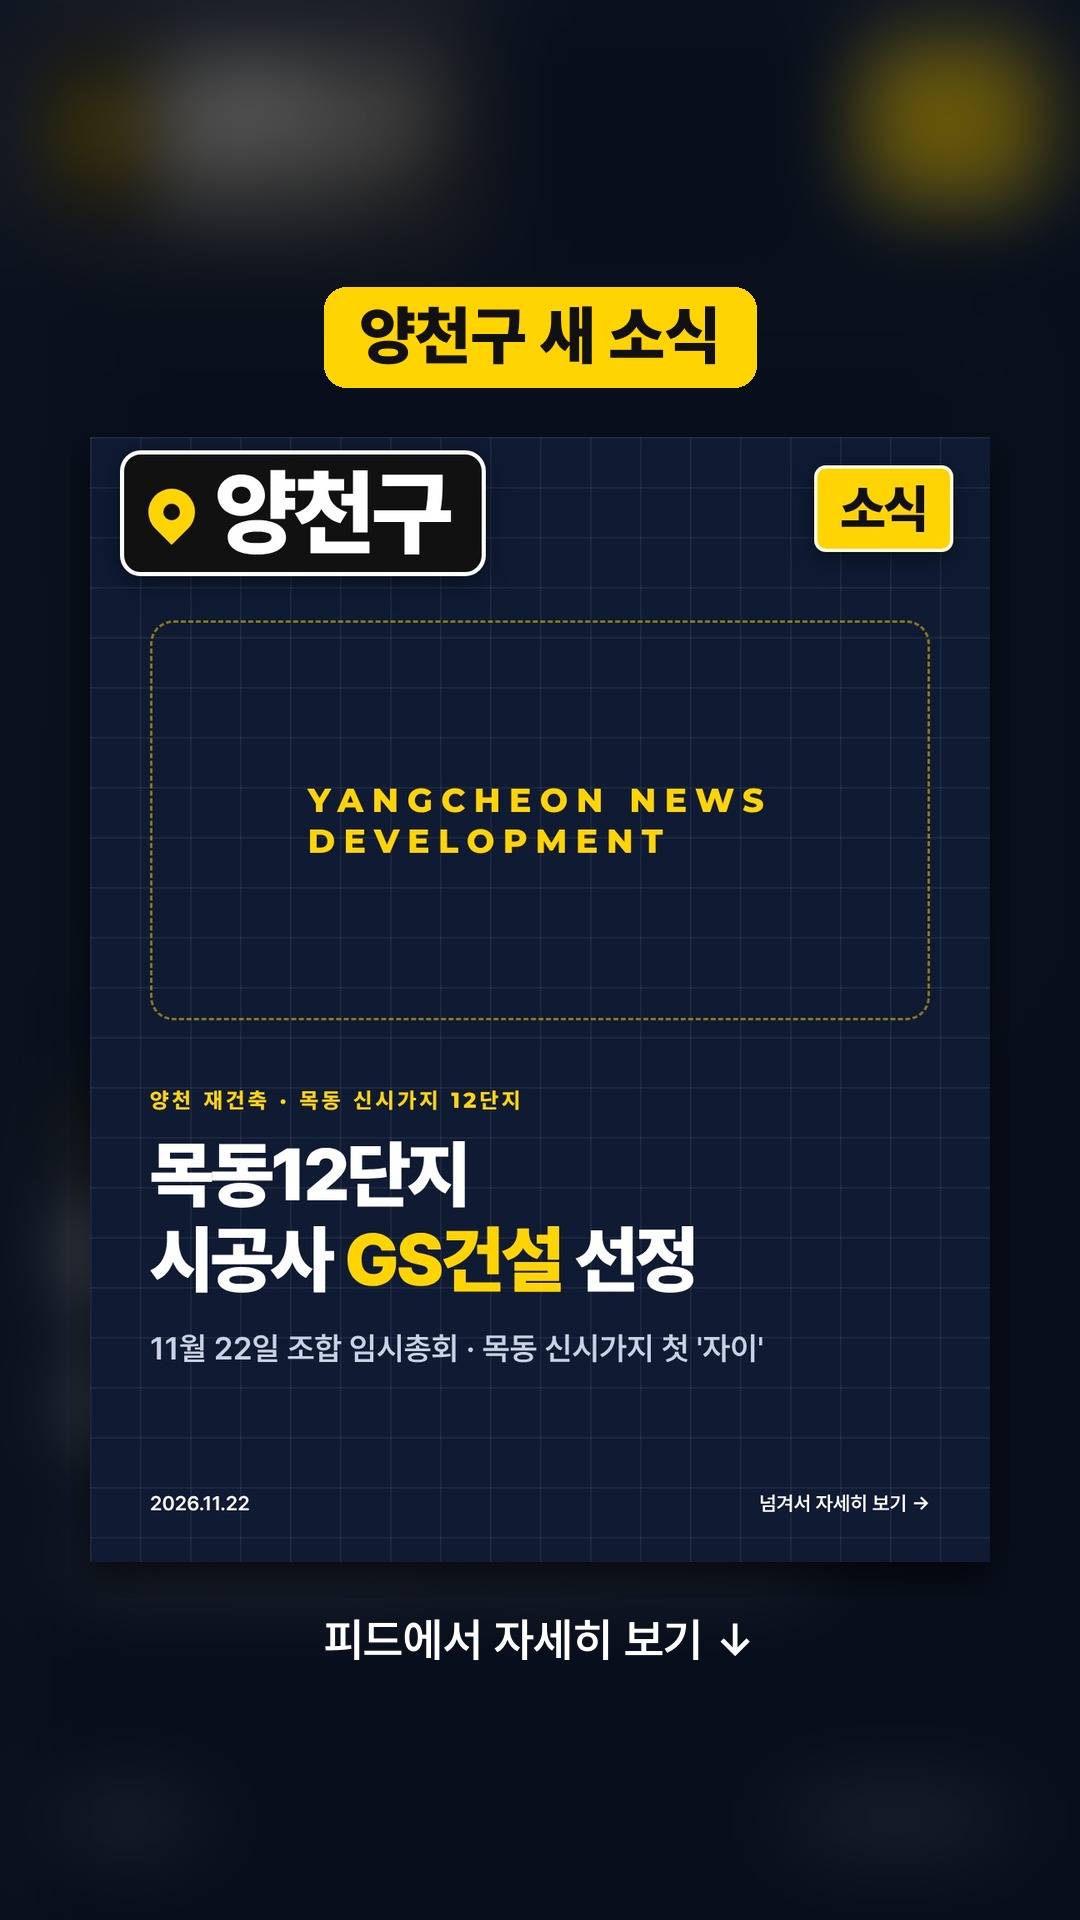 양천구 새 소식
양천구
소식
YANGCHEON NEWS
DEVELOPMENT
양천 재건축 · 목동 신시가지 12단지
목동12단지
시공사 GS건설 선정
11월 22일 조합 임시총회 · 목동 신시가지 첫 '자이'
2026.11.22
넘겨서 자세히 보기 →
피드에서 자세히 보기 ↓